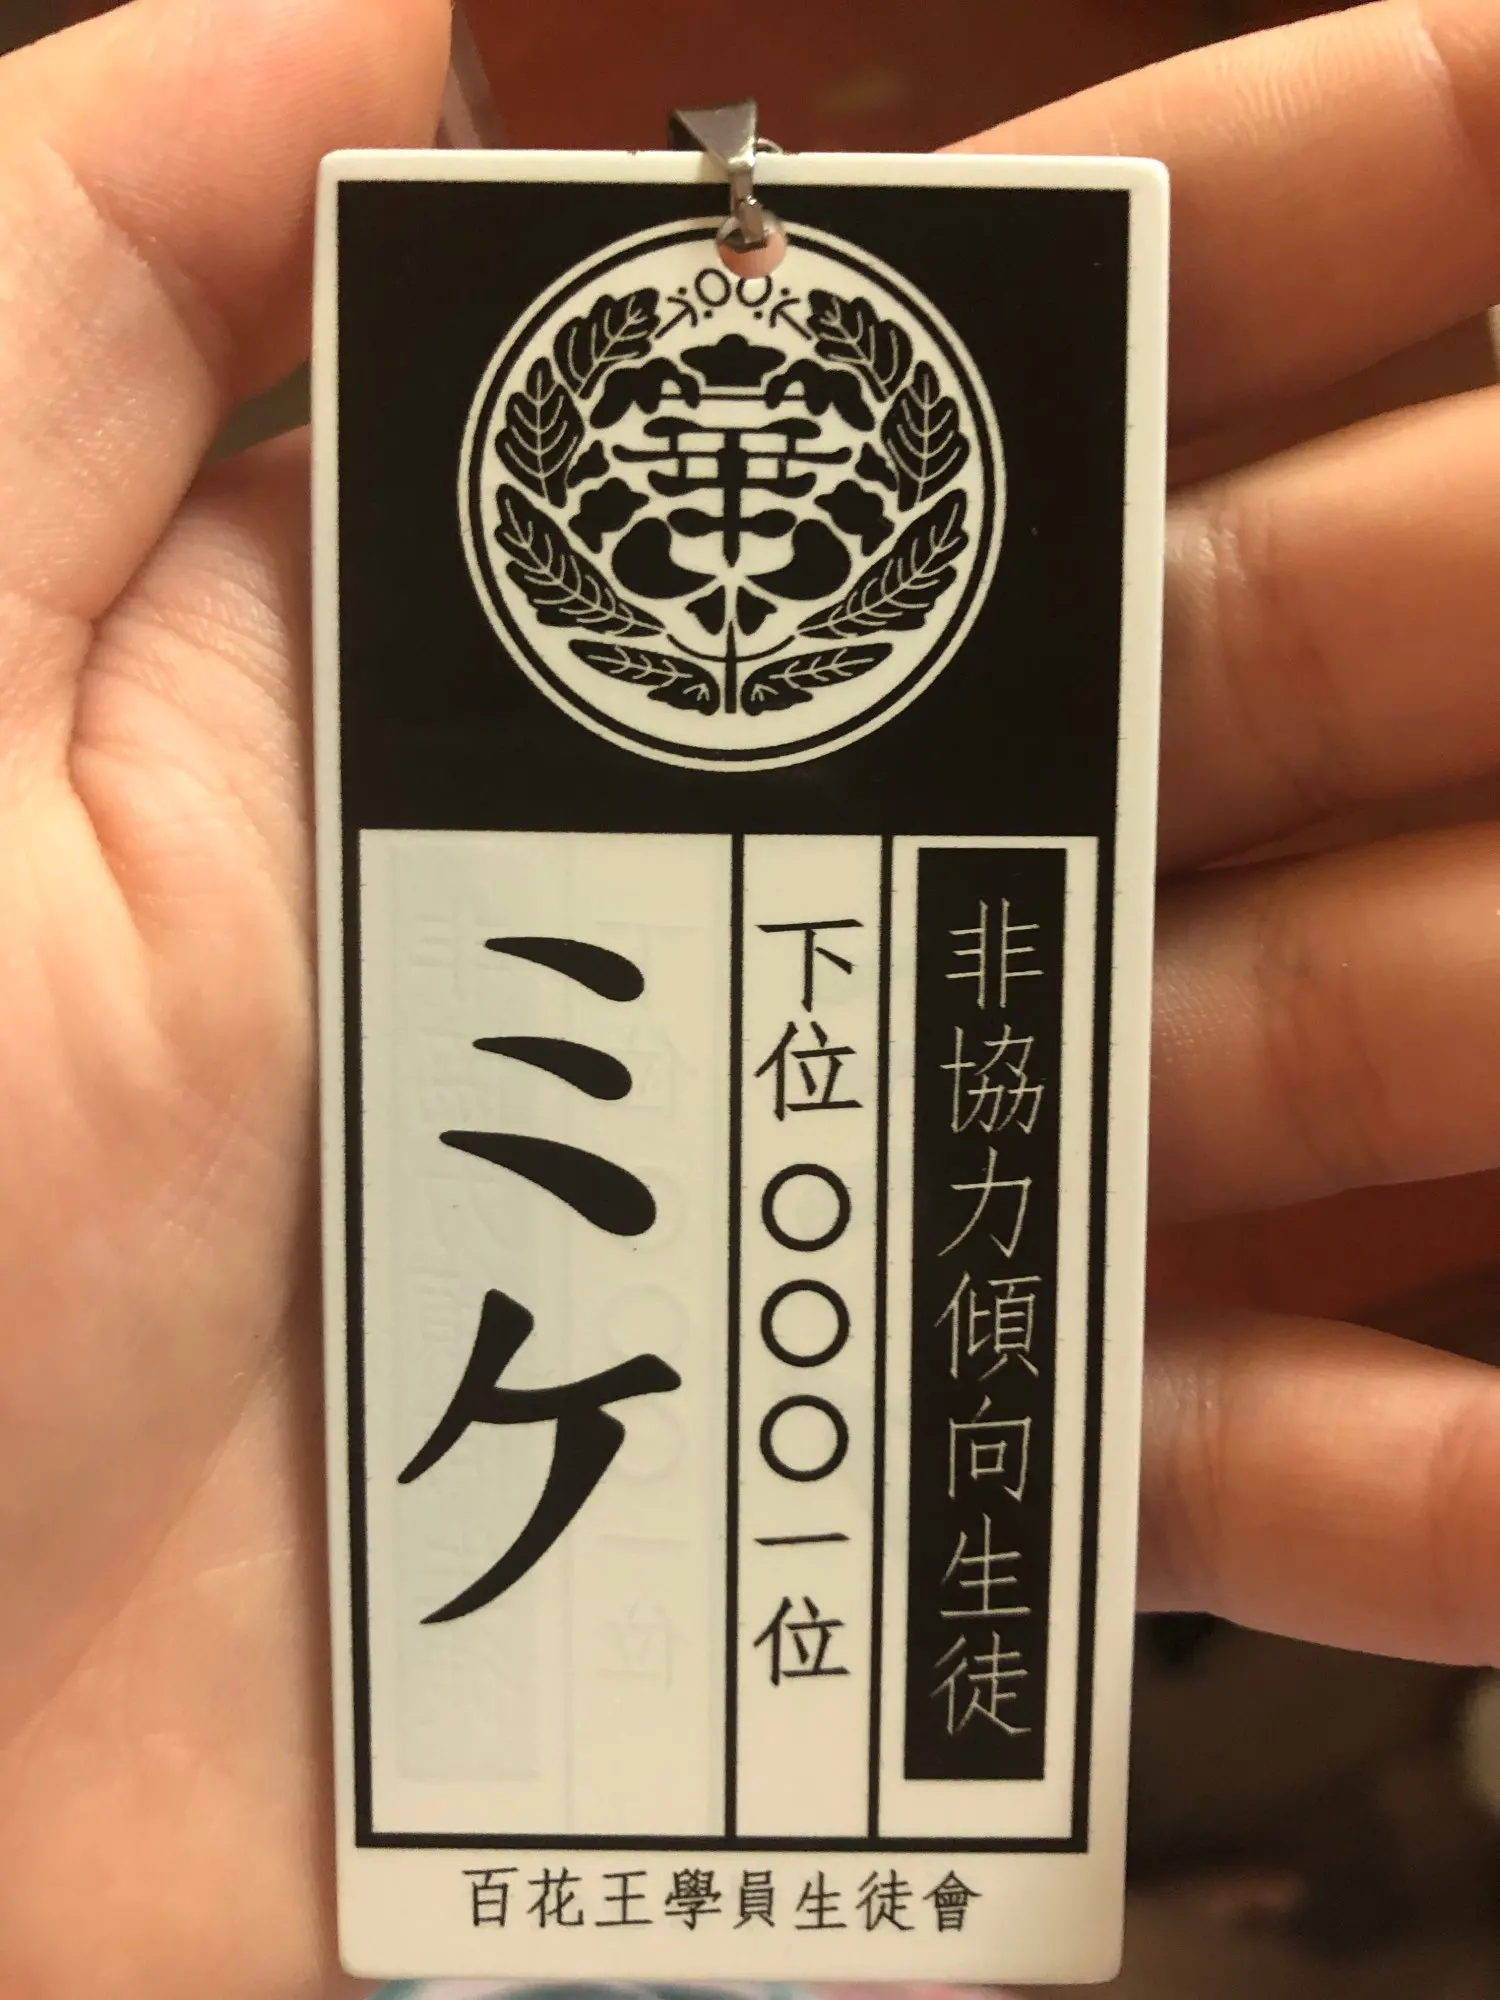 華
非協力傾向生徒
下位〇〇〇一位
ミケ
百花王學員生徒會